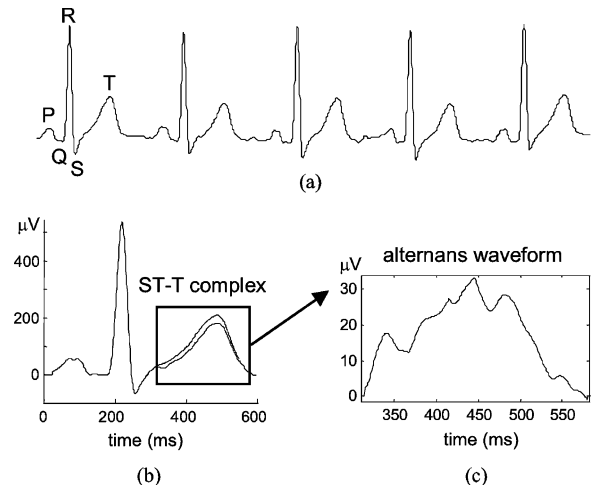 R
T
P
Q
S
(a)
µV
400
200
0
0 200 400 600
time (ms)
ST-T complex
(b)
alternans waveform
µV
30
20
10
0
350 400 450 500 550
time (ms)
(c)